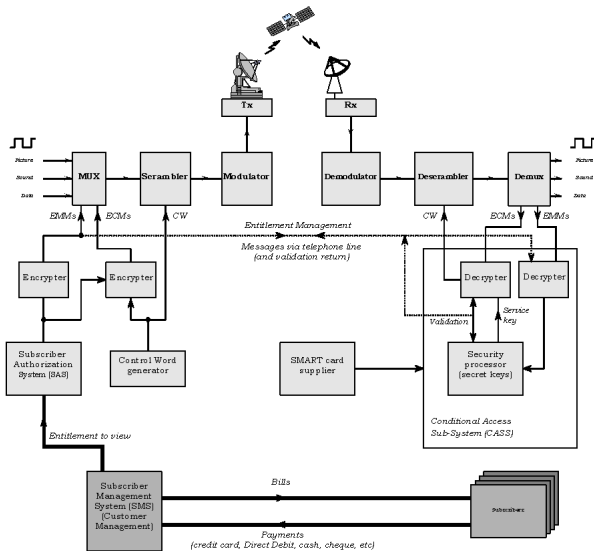 Tx
Rx
Picture
Sound
Data
MUX
Scrambler
Modulator
Demodulator
Descrambler
Demux
Picture
Sound
Data
EMMs
ECMs
CW
CW
ECMs
EMMs
Entitlement Management
Messages via telephone line
(and validation return)
Encrypter
Encrypter
Decrypter
Decrypter
Validation
Service
key
Subscriber
Authorization
System (SAS)
Control Word
generator
SMART card
supplier
Security
processor
(secret keys)
Conditional Access
Sub-System (CASS)
Entitlement to view
Subscriber
Management
System (SMS)
(Customer
Management)
Bills
Subscribers
Payments
(credit card, Direct Debit, cash, cheque, etc)